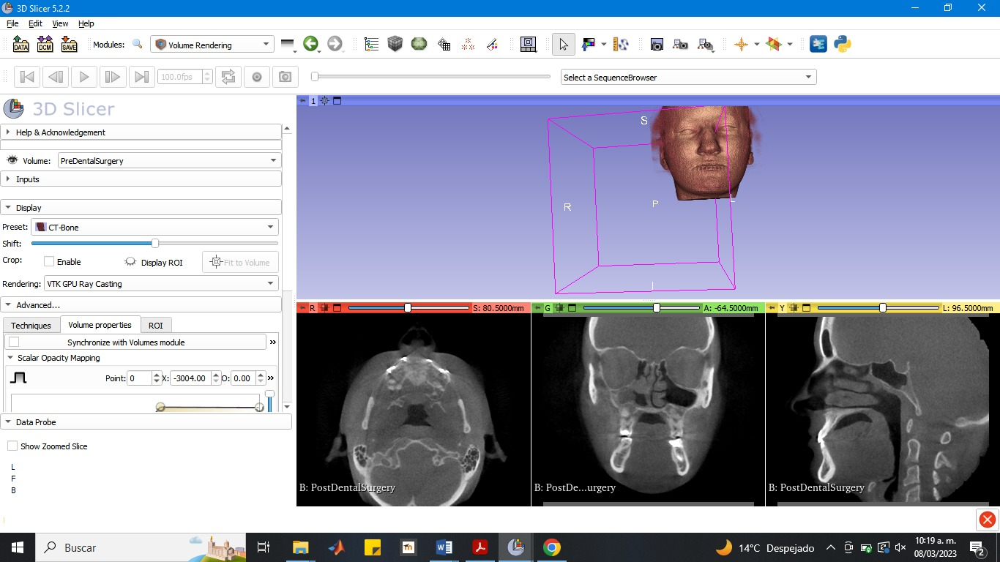 3D Slicer 5.2.2
File Edit View Help
DATA DCM SAVE Modules: Volume Rendering
100.0fps Select a SequenceBrowser
3D Slicer
1
Help & Acknowledgement
Volume: PreDentalSurgery
Inputs
Display
Preset: CT-Bone
Shift:
Crop: Enable Display ROI Fit to Volume
Rendering: VTK GPU Ray Casting
Advanced...
Techniques Volume properties ROI
Synchronize with Volumes module »
Scalar Opacity Mapping
Point: 0 X: -3004.00 O: 0.00 »
Data Probe
Show Zoomed Slice
L
F
B
S
R P L
I
R S: 80.5000mm
G A: -64.5000mm
Y L: 96.5000mm
B: PostDentalSurgery
B: PostDe...urgery
B: PostDentalSurgery
Buscar
14°C Despejado
10:19 a. m.
08/03/2023
2